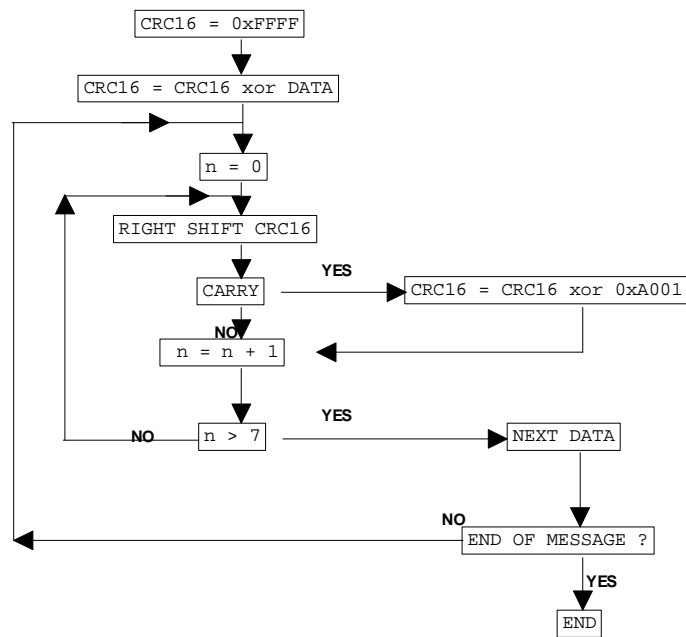 CRC16 = 0xFFFF
CRC16 = CRC16 xor DATA
n = 0
RIGHT SHIFT CRC16
YES
CARRY
CRC16 = CRC16 xor 0xA001
NO
n = n + 1
YES
NO
n > 7
NEXT DATA
NO
END OF MESSAGE ?
YES
END